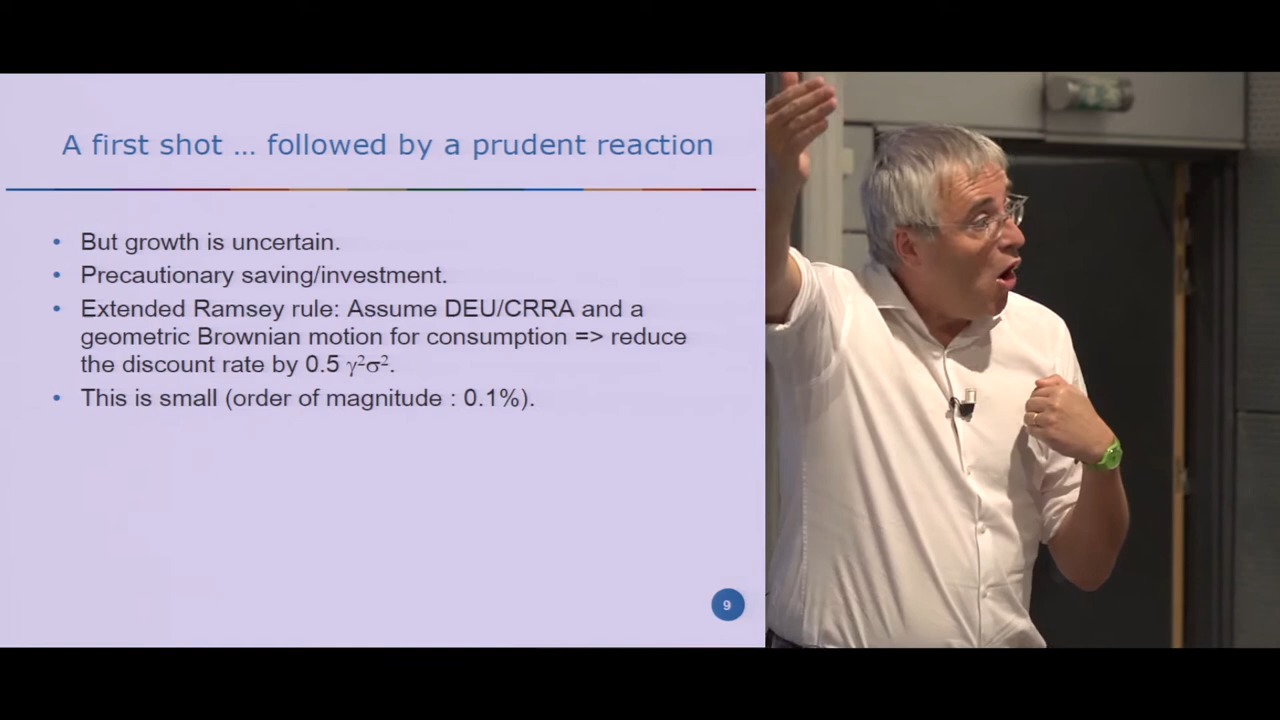 A first shot … followed by a prudent reaction
• But growth is uncertain.
• Precautionary saving/investment.
• Extended Ramsey rule: Assume DEU/CRRA and a
geometric Brownian motion for consumption => reduce
the discount rate by 0.5 γ²σ².
• This is small (order of magnitude : 0.1%).
9